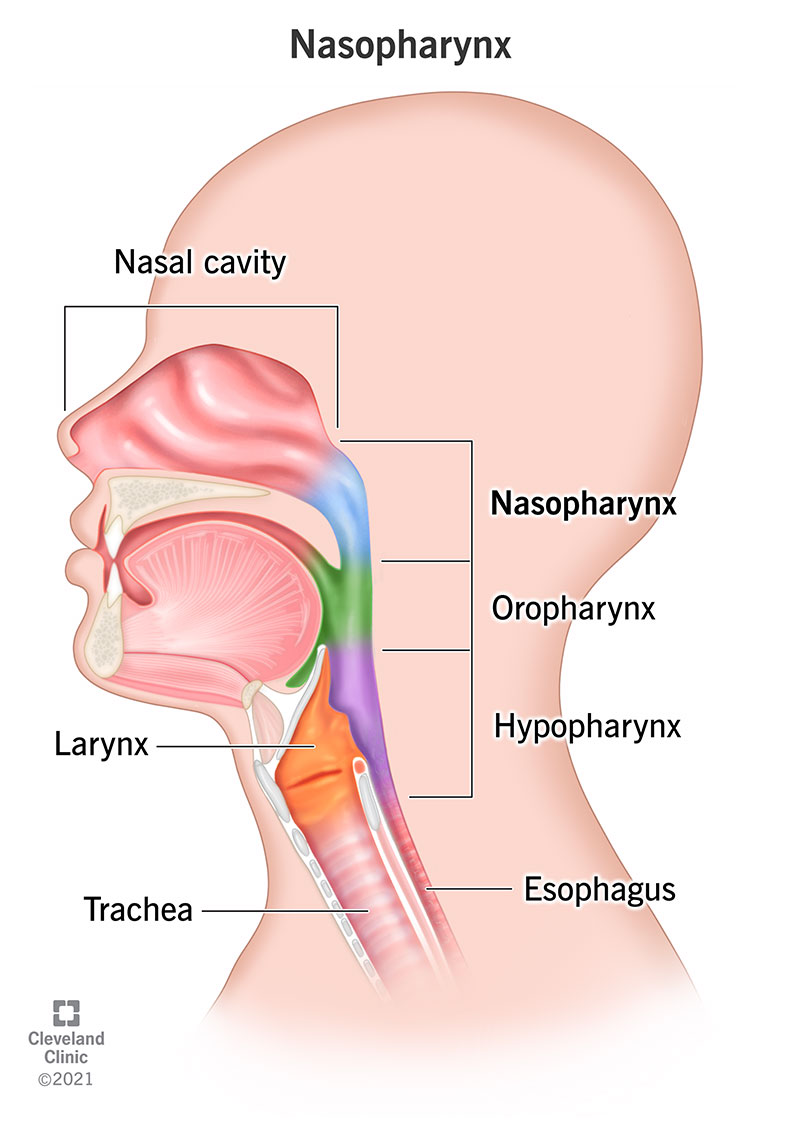 Nasopharynx
Nasal cavity
Nasopharynx
Oropharynx
Hypopharynx
Larynx
Esophagus
Trachea
Cleveland
Clinic
©2021